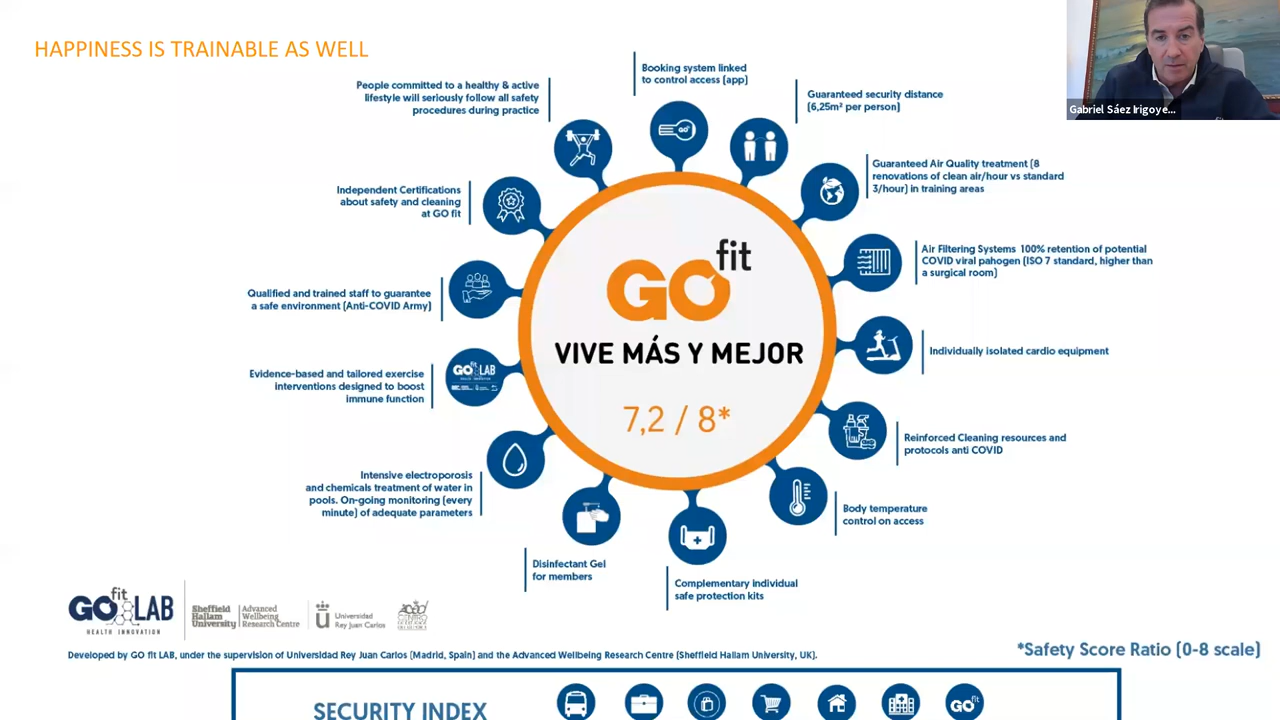 HAPPINESS IS TRAINABLE AS WELL
Gabriel Sáez Irigoye...
People committed to a healthy & active
lifestyle will seriously follow all safety
procedures during practice
Booking system linked
to control access (app)
Guaranteed security distance
(6,25m² per person)
Guaranteed Air Quality treatment (8
renovations of clean air/hour vs standard
3/hour) in training areas
Independent Certifications
about safety and cleaning
at GO fit
Air Filtering Systems 100% retention of potential
COVID viral pahogen (ISO 7 standard, higher than
a surgical room)
Qualified and trained staff to guarantee
a safe environment (Anti-COVID Army)
Individually isolated cardio equipment
Evidence-based and tailored exercise
interventions designed to boost
immune function
GO fit LAB
Reinforced Cleaning resources and
protocols anti COVID
Intensive electroporosis
and chemicals treatment of water in
pools. On-going monitoring (every
minute) of adequate parameters
Body temperature
control on access
Disinfectant Gel
for members
Complementary individual
safe protection kits
GO fit
VIVE MÁS Y MEJOR
7,2 / 8*
GO fit LAB
HEALTH INNOVATION
Sheffield
Hallam
University
Advanced
Wellbeing
Research Centre
Universidad
Rey Juan Carlos
*Safety Score Ratio (0-8 scale)
Developed by GO fit LAB, under the supervision of Universidad Rey Juan Carlos (Madrid, Spain) and the Advanced Wellbeing Research Centre (Sheffield Hallam University, UK).
SECURITY INDEX
GO fit